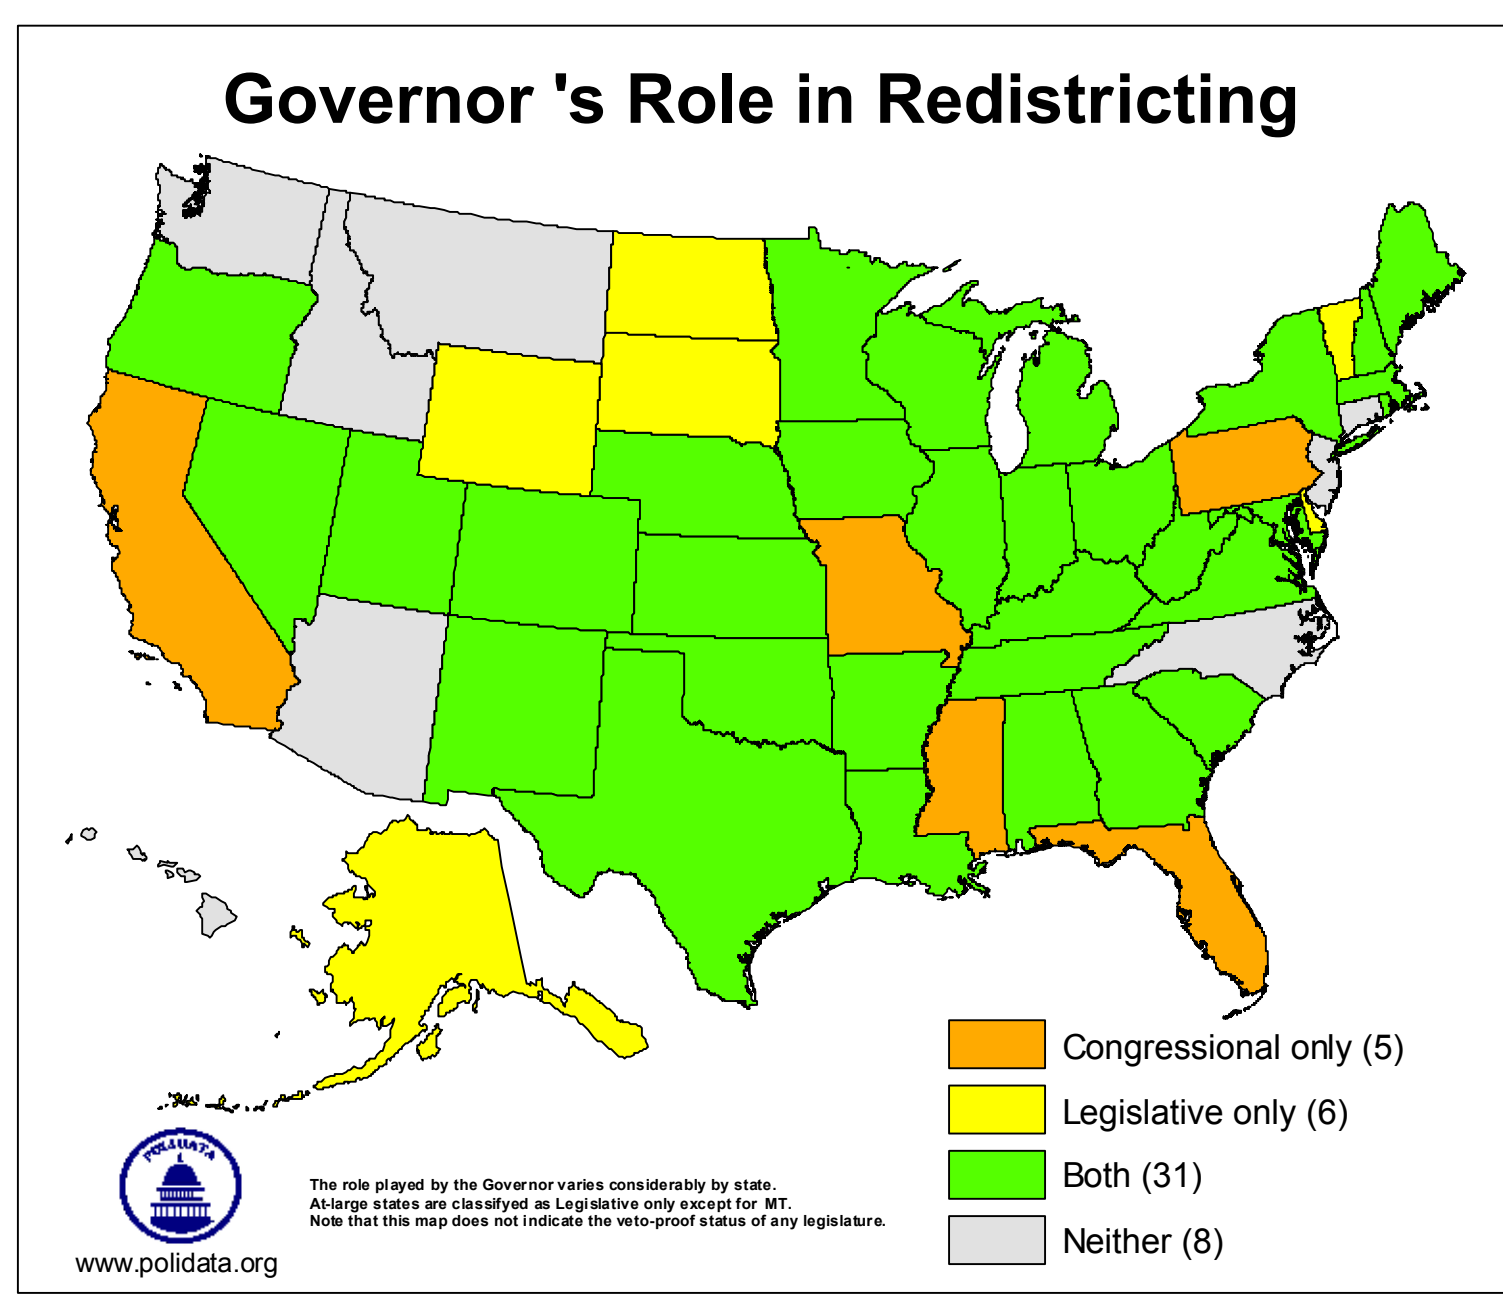 Governor 's Role in Redistricting
Congressional only (5)
Legislative only (6)
Both (31)
Neither (8)
POLIDATA
The role played by the Governor varies considerably by state.
At-large states are classifyed as Legislative only except for MT.
Note that this map does not indicate the veto-proof status of any legislature.
www.polidata.org